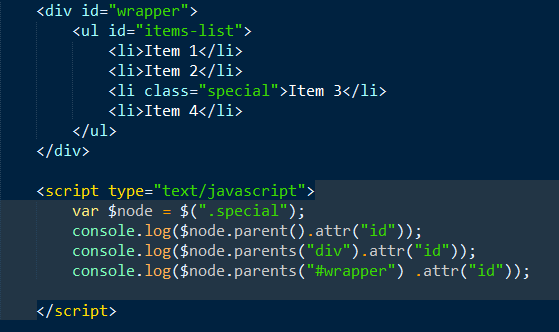 <div id="wrapper">
<ul id="items-list">
<li>Item 1</li>
<li>Item 2</li>
<li class="special">Item 3</li>
<li>Item 4</li>
</ul>
</div>
<script type="text/javascript">
var $node = $(".special");
console.log($node.parent().attr("id"));
console.log($node.parents("div").attr("id"));
console.log($node.parents("#wrapper") .attr("id"));
</script>